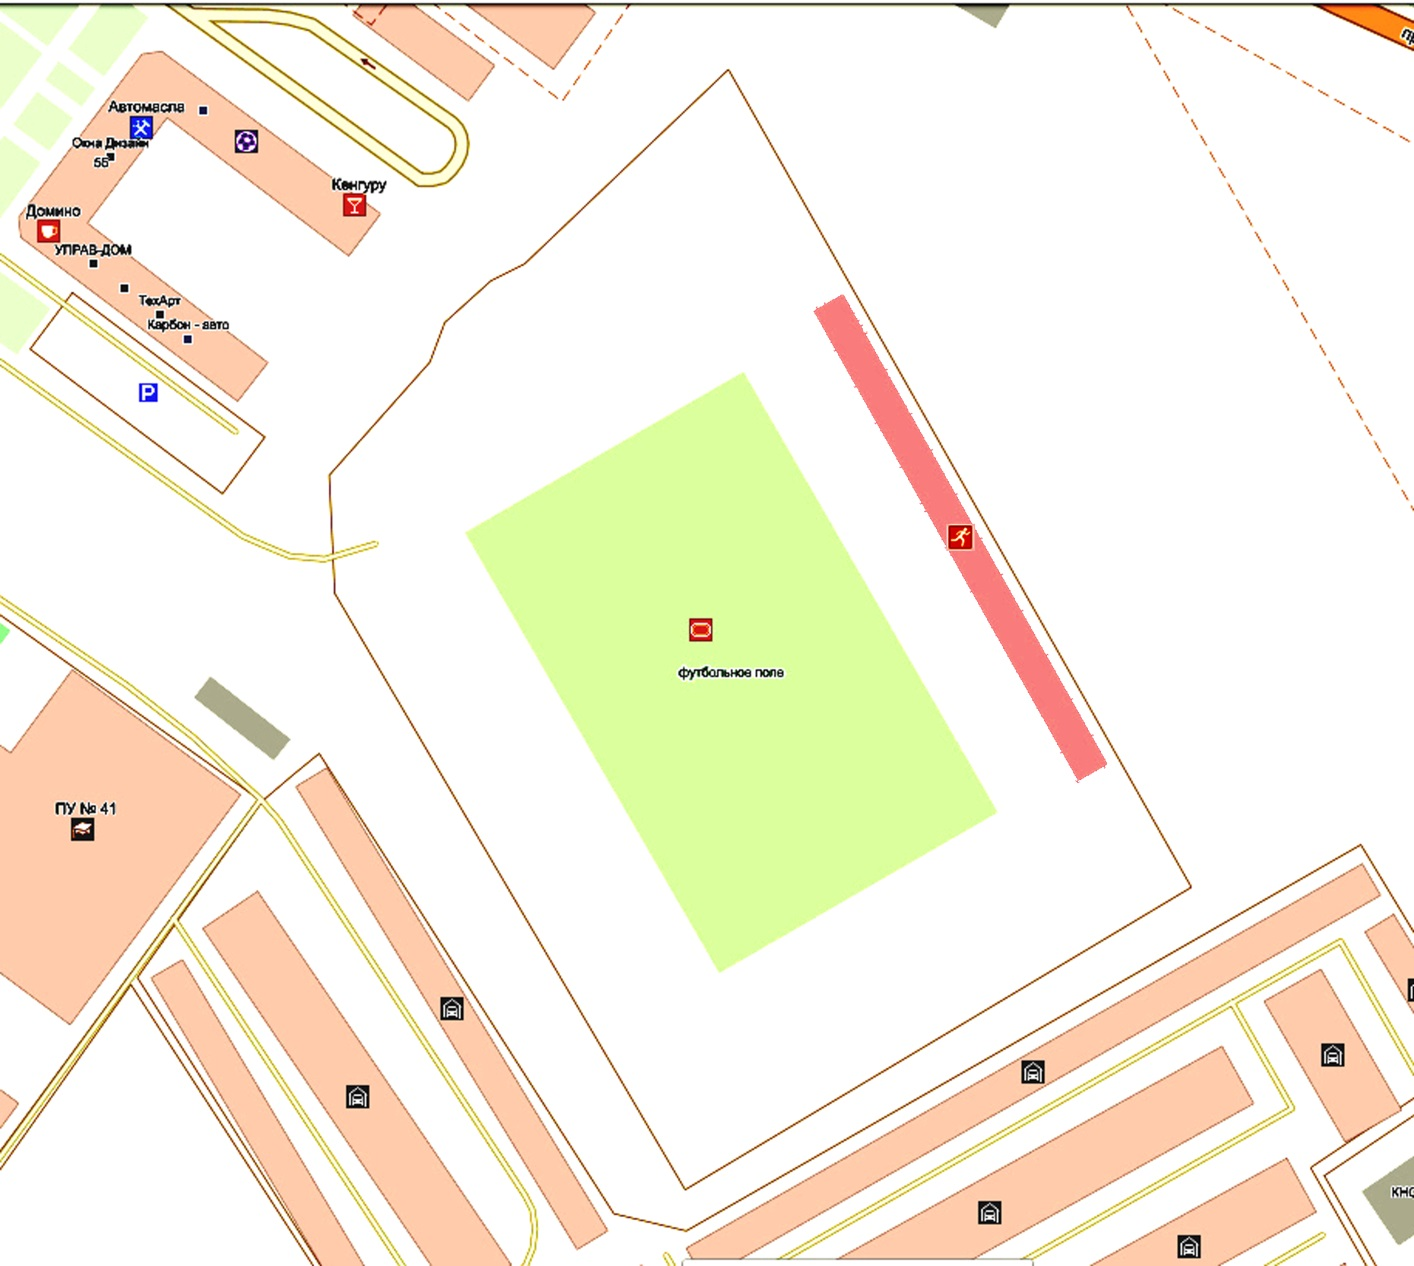 Автомасла
Окна Дизайн
55
Кенгуру
Домино
УПРАВ-ДОМ
ТехАрт
Карбон - авто
P
футбольное поле
ПУ № 41